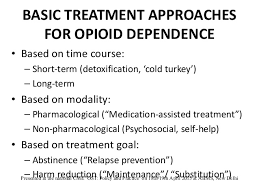 BASIC TREATMENT APPROACHES
FOR OPIOID DEPENDENCE
• Based on time course:
– Short-term (detoxification, ‘cold turkey’)
– Long-term
• Based on modality:
– Pharmacological (“Medication-assisted treatment”)
– Non-pharmacological (Psychosocial, self-help)
• Based on treatment goal:
– Abstinence (“Relapse prevention”)
– Harm reduction (“Maintenance”/ “Substitution”)